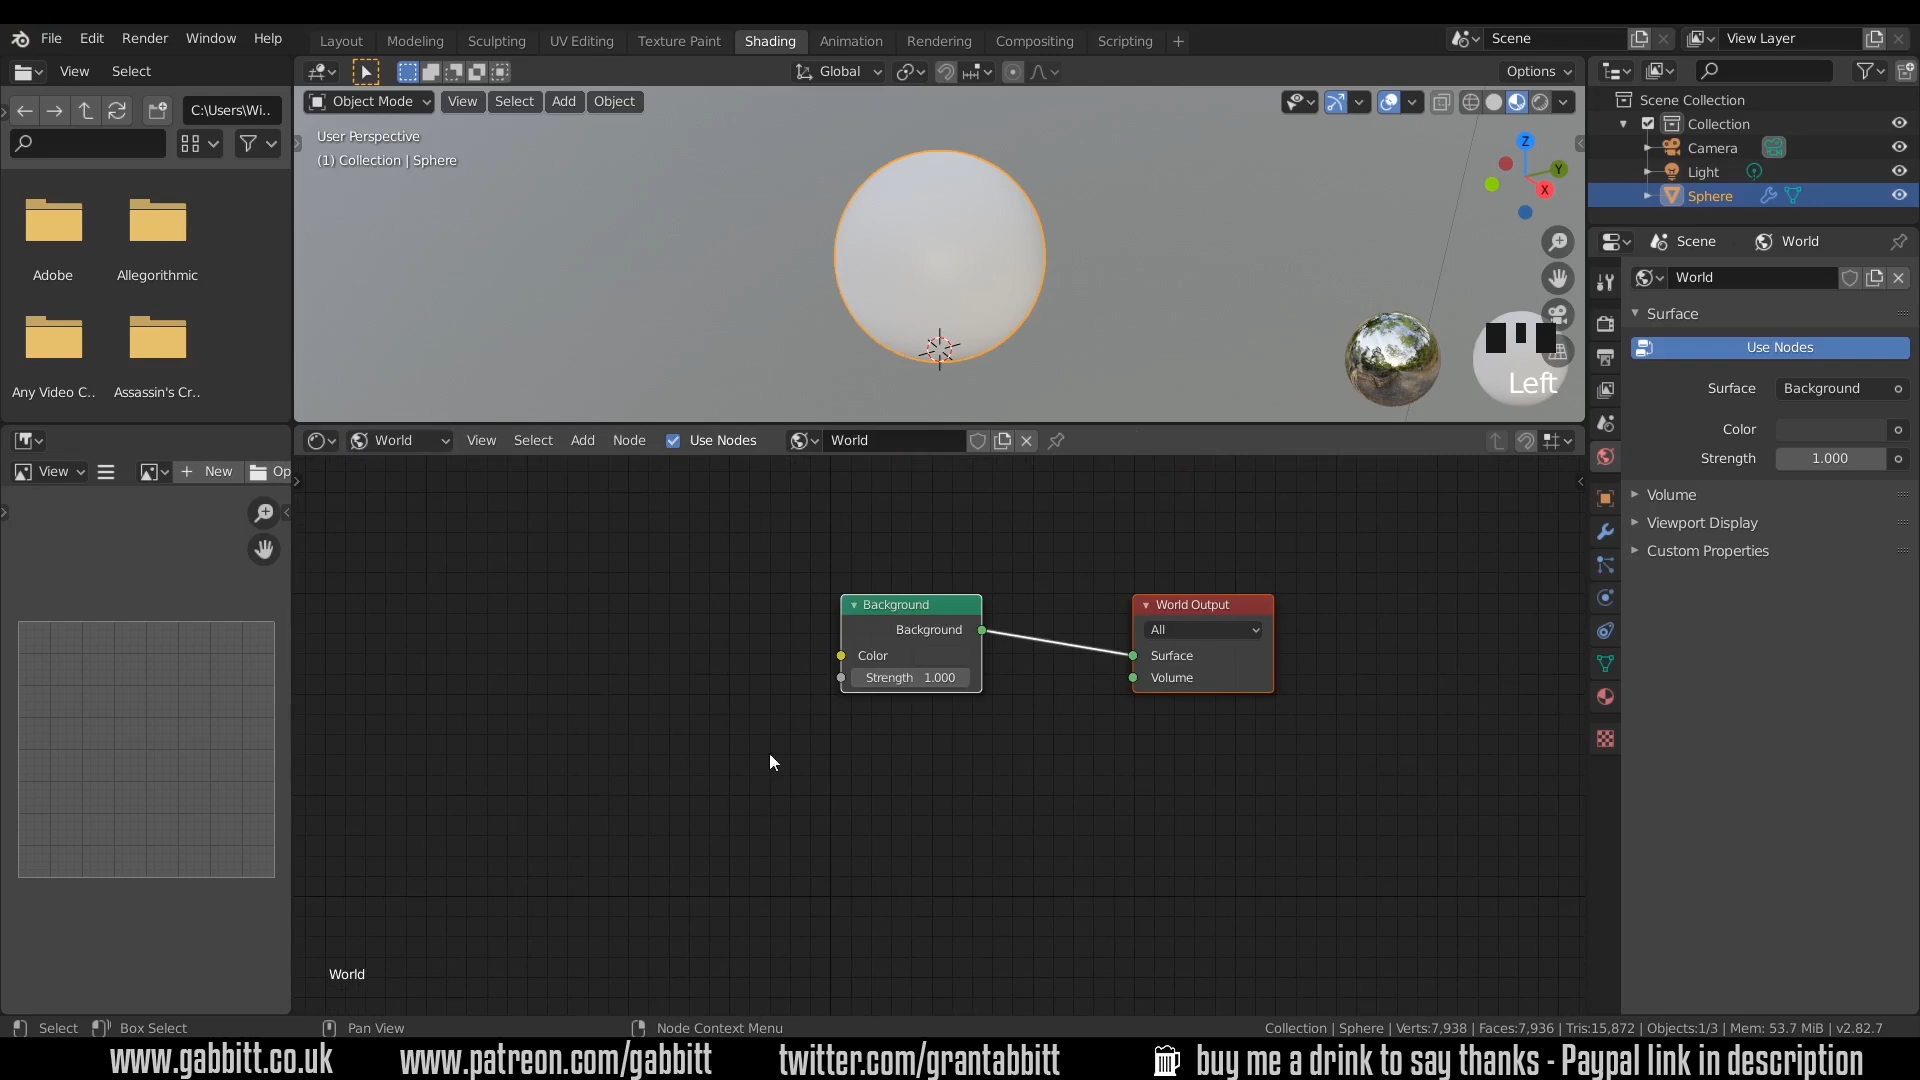 File Edit Render Window Help
Layout Modeling Sculpting UV Editing Texture Paint Shading Animation Rendering Compositing Scripting +
Scene
View Layer
View Select
Global
Options
C:\Users\Wi..
Object Mode View Select Add Object
User Perspective
(1) Collection | Sphere
Z
Y
X
Left
Adobe
Allegorithmic
Any Video C..
Assassin's Cr..
Scene Collection
Collection
Camera
Light
Sphere
Scene World
World
Surface
Use Nodes
Surface Background
Color
Strength 1.000
Volume
Viewport Display
Custom Properties
World View Select Add Node Use Nodes World
View + New Op
Background
Background
Color
Strength 1.000
World Output
All
Surface
Volume
World
Select Box Select Pan View Node Context Menu
Collection | Sphere | Verts:7,938 | Faces:7,936 | Tris:15,872 | Objects:1/3 | Mem: 53.7 MiB | v2.82.7
www.gabbitt.co.uk www.patreon.com/gabbitt twitter.com/grantabbitt buy me a drink to say thanks - Paypal link in description